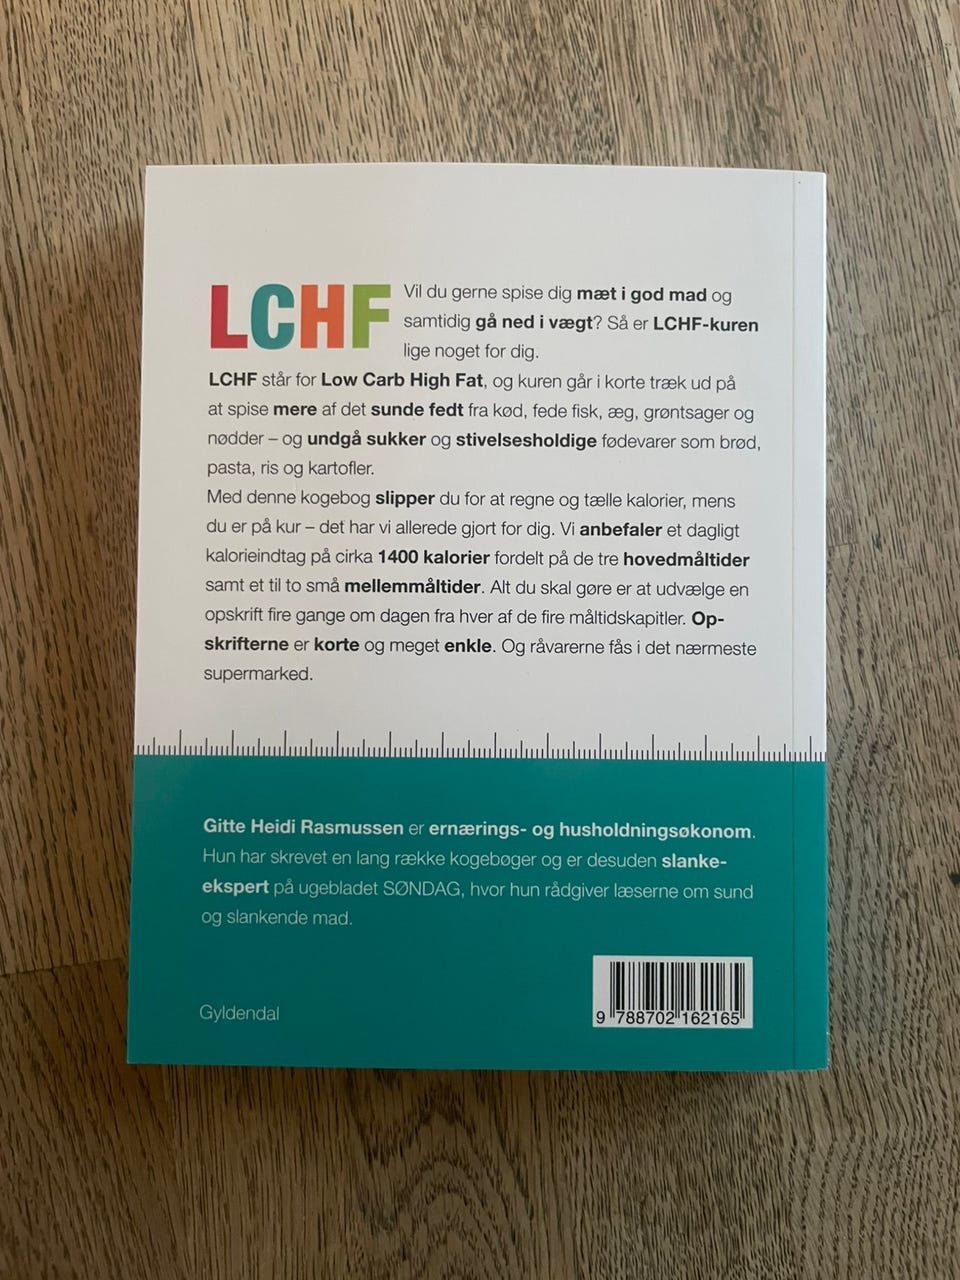 LCHF
Vil du gerne spise dig mæt i god mad og
samtidig gå ned i vægt? Så er LCHF-kuren
lige noget for dig.
LCHF står for Low Carb High Fat, og kuren går i korte træk ud på
at spise mere af det sunde fedt fra kød, fede fisk, æg, grøntsager og
nødder – og undgå sukker og stivelsesholdige fødevarer som brød,
pasta, ris og kartofler.
Med denne kogebog slipper du for at regne og tælle kalorier, mens
du er på kur – det har vi allerede gjort for dig. Vi anbefaler et dagligt
kalorieindtag på cirka 1400 kalorier fordelt på de tre hovedmåltider
samt et til to små mellemmåltider. Alt du skal gøre er at udvælge en
opskrift fire gange om dagen fra hver af de fire måltidskapitler. Op-
skrifterne er korte og meget enkle. Og råvarerne fås i det nærmeste
supermarked.
Gitte Heidi Rasmussen er ernærings- og husholdningsøkonom.
Hun har skrevet en lang række kogebøger og er desuden slanke-
ekspert på ugebladet SØNDAG, hvor hun rådgiver læserne om sund
og slankende mad.
Gyldendal
9 788702 162165